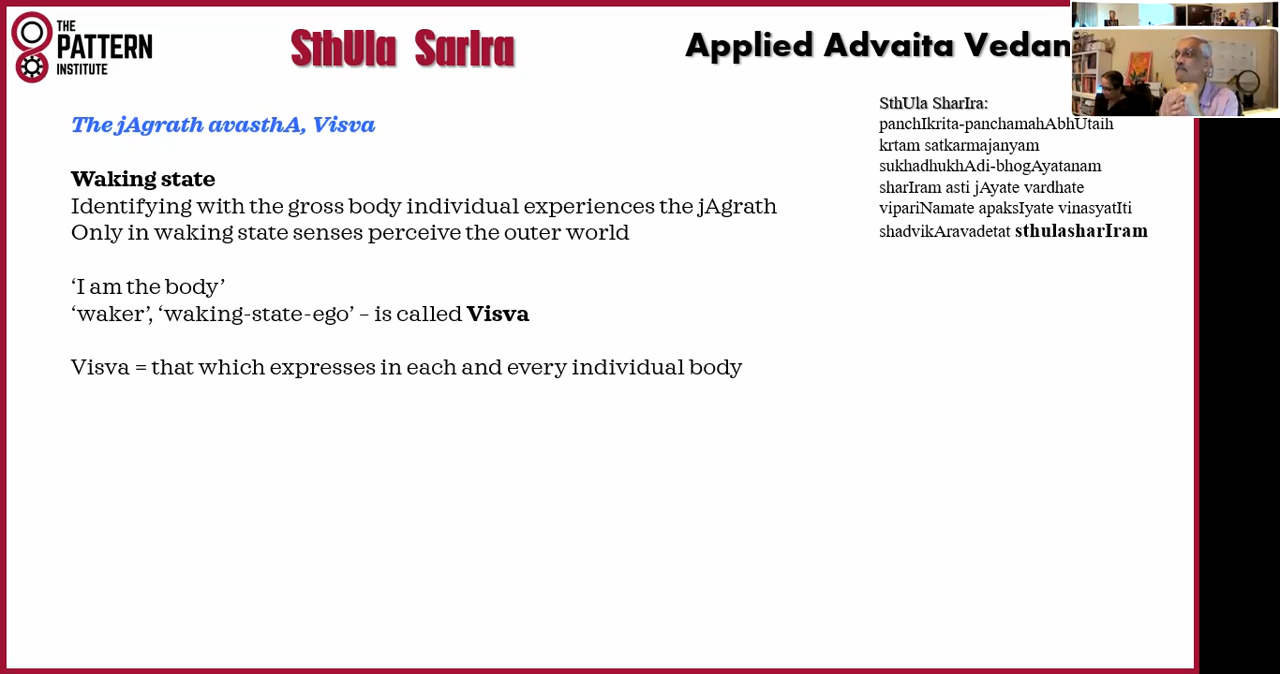 THE
PATTERN
INSTITUTE
SthUla SarIra
Applied Advaita
The jAgrath avasthA, Visva
Waking state
Identifying with the gross body individual experiences the jAgrath
Only in waking state senses perceive the outer world
‘I am the body’
‘waker’, ‘waking-state-ego’ – is called Visva
Visva = that which expresses in each and every individual body
SthUla SharIra:
panchIkrita-panchamahAbhUtaih
krtam satkarmajanyam
sukhadhukhAdi-bhogAyatanam
sharIram asti jAyate vardhate
vipariNamate apaksIyate vinasyatIti
shadvikAravadetat sthulasharIram